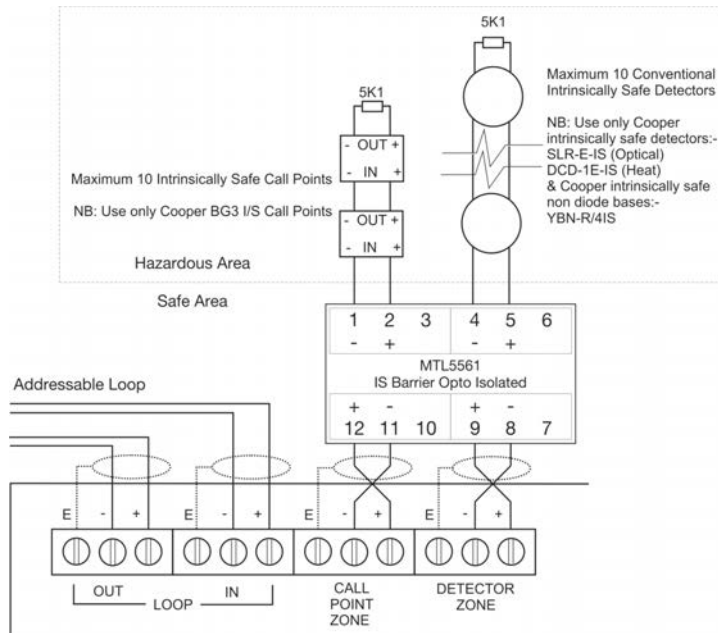 5K1
Maximum 10 Conventional
Intrinsically Safe Detectors
NB: Use only Cooper
intrinsically safe detectors:-
SLR-E-IS (Optical)
DCD-1E-IS (Heat)
& Cooper intrinsically safe
non diode bases:-
YBN-R/4IS
5K1
- OUT +
- IN +
Maximum 10 Intrinsically Safe Call Points
- OUT +
- IN +
NB: Use only Cooper BG3 I/S Call Points
Hazardous Area
Safe Area
1 2 3 4 5 6
- + - +
MTL5561
IS Barrier Opto Isolated
+ - + -
12 11 10 9 8 7
Addressable Loop
E - + E - + E - + E - +
OUT IN
LOOP
CALL
POINT
ZONE
DETECTOR
ZONE